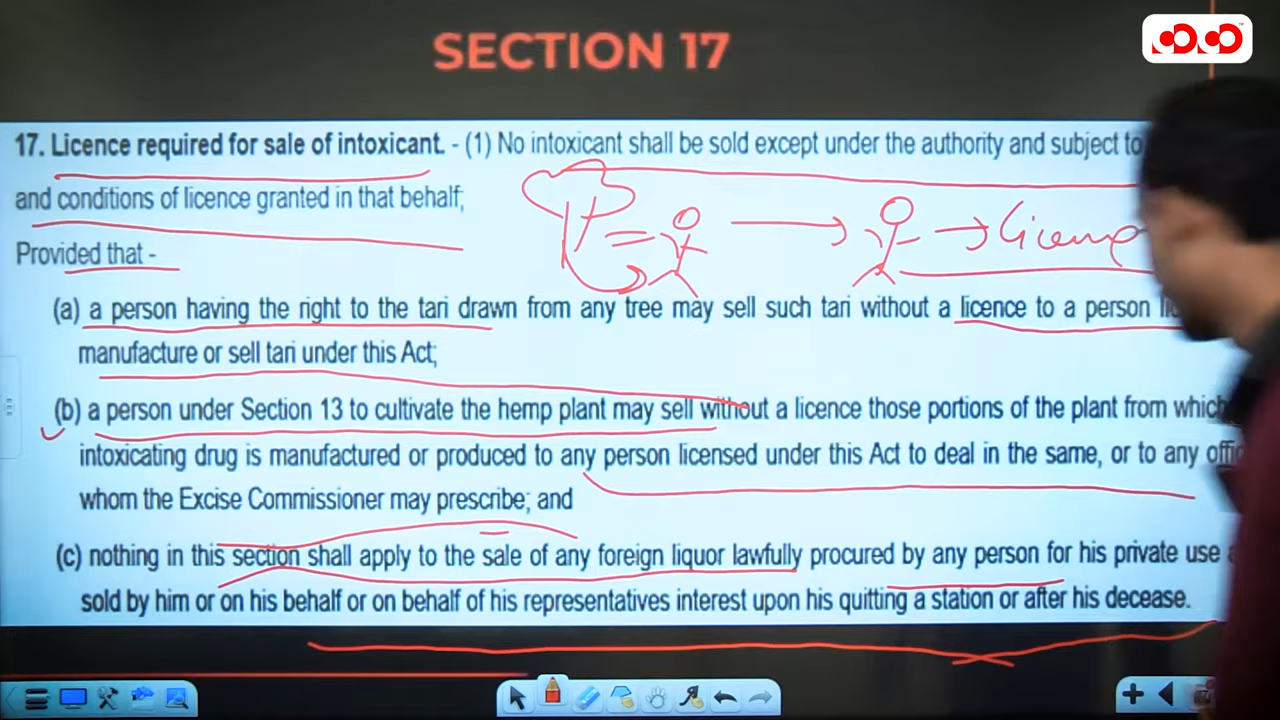 SECTION 17
17. Licence required for sale of intoxicant. - (1) No intoxicant shall be sold except under the authority and subject to
and conditions of licence granted in that behalf;
Provided that -
(a) a person having the right to the tari drawn from any tree may sell such tari without a licence to a person
manufacture or sell tari under this Act;
(b) a person under Section 13 to cultivate the hemp plant may sell without a licence those portions of the plant from which
intoxicating drug is manufactured or produced to any person licensed under this Act to deal in the same, or to any
whom the Excise Commissioner may prescribe; and
(c) nothing in this section shall apply to the sale of any foreign liquor lawfully procured by any person for his private use
sold by him or on his behalf or on behalf of his representatives interest upon his quitting a station or after his decease.